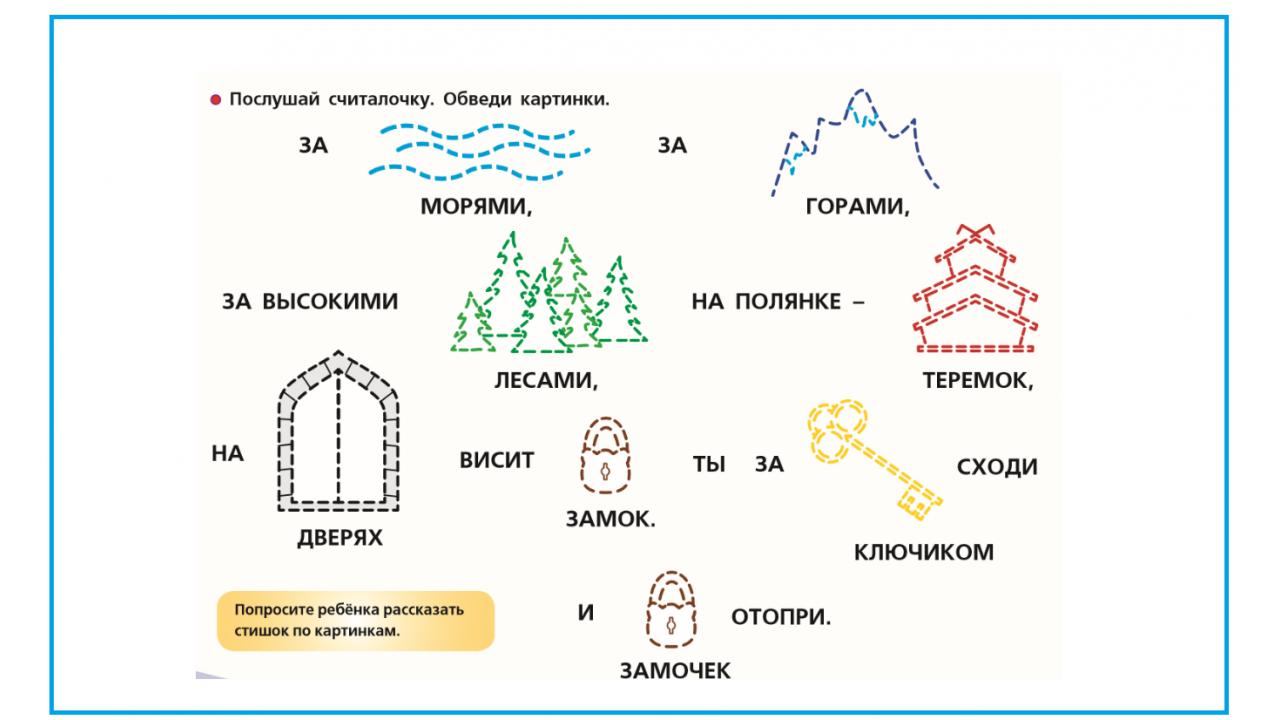 Послушай считалочку. Обведи картинки.
ЗА МОРЯМИ, ЗА ГОРАМИ,
ЗА ВЫСОКИМИ ЛЕСАМИ, НА ПОЛЯНКЕ – ТЕРЕМОК,
НА ДВЕРЯХ ВИСИТ ЗАМОК. ТЫ ЗА КЛЮЧИКОМ СХОДИ
И ЗАМОЧЕК ОТОПРИ.
Попросите ребёнка рассказать
стишок по картинкам.